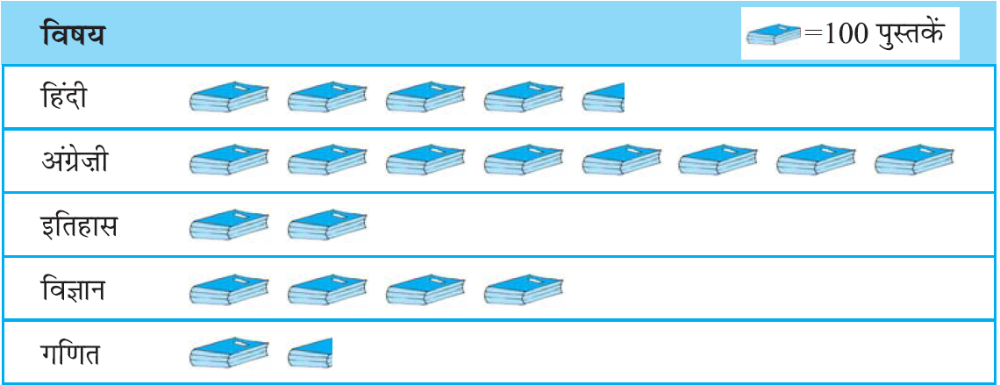 विषय =100 पुस्तकें
हिंदी
अंग्रेज़ी
इतिहास
विज्ञान
गणित